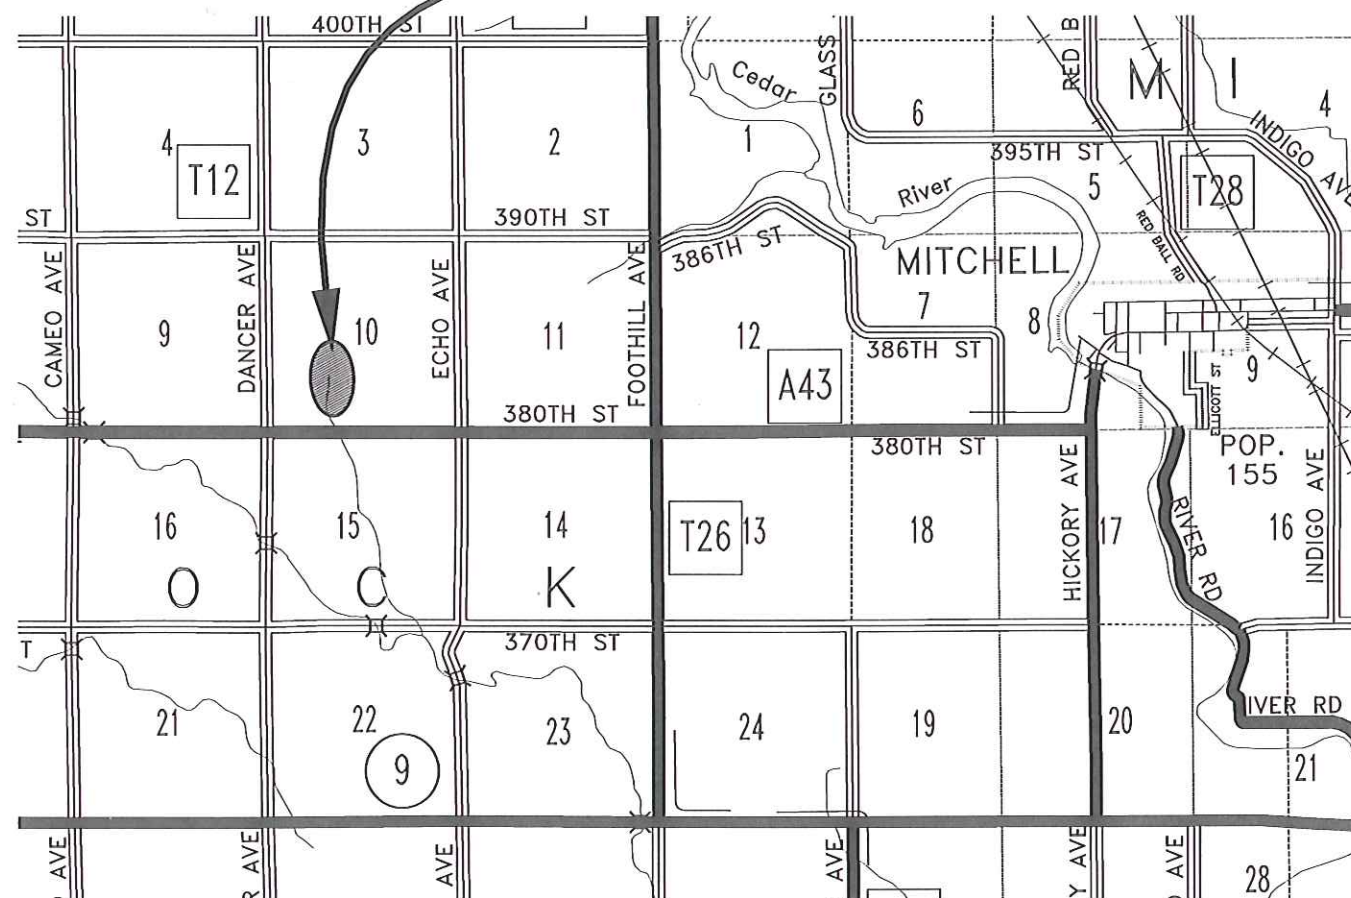 400TH ST
GLASS
RED B
M I
Cedar
6
4
INDIGO AVE
4
3
2
1
395TH ST
T12
5
T28
River
ST
390TH ST
386TH ST
RED BALL RD
MITCHELL
CAMEO AVE
DANCER AVE
ECHO AVE
FOOTHILL AVE
9
10
11
12
7
8
386TH ST
9
A43
ELLICOTT ST
380TH ST
380TH ST
POP.
155
HICKORY AVE
INDIGO AVE
16
15
14
T26
13
18
17
RIVER RD
16
O C K
T
370TH ST
21
22
23
24
19
20
IVER RD
21
9
AVE
R AVE
AVE
AVE
Y AVE
O AVE
28